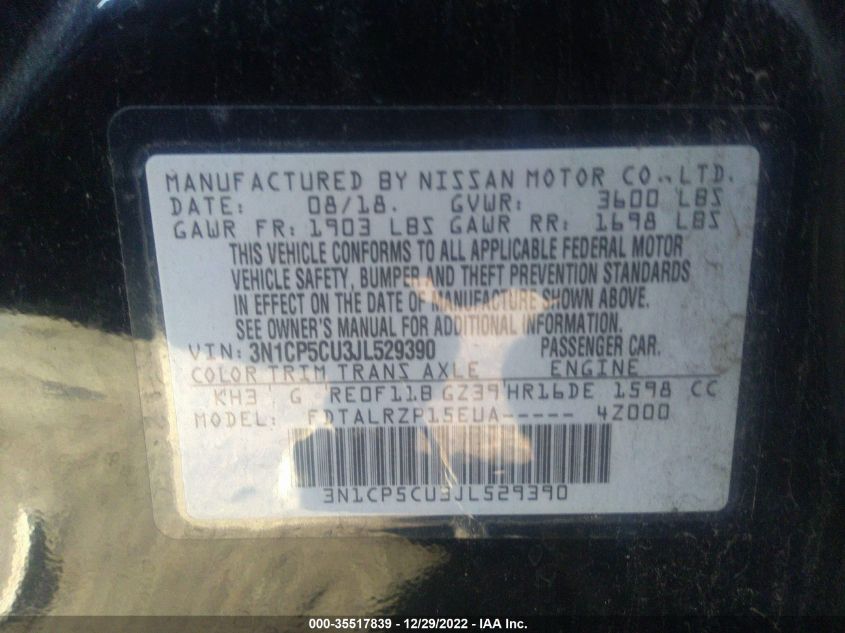 MANUFACTURED BY NISSAN MOTOR CO., LTD.
DATE: 08/18. GVWR: 3600 LBS
GAWR FR: 1903 LBS GAWR RR: 1698 LBS
THIS VEHICLE CONFORMS TO ALL APPLICABLE FEDERAL MOTOR
VEHICLE SAFETY, BUMPER AND THEFT PREVENTION STANDARDS
IN EFFECT ON THE DATE OF MANUFACTURE SHOWN ABOVE.
SEE OWNER'S MANUAL FOR ADDITIONAL INFORMATION.
VIN: 3N1CP5CU3JL529390 PASSENGER CAR.
COLOR TRIM TRANS AXLE ENGINE
KH3 G RE0F11B GZ39 HR16DE 1598 CC
MODEL: FDTALRZP15EUA----- 4Z000
3N1CP5CU3JL529390
000-35517839 - 12/29/2022 - IAA Inc.